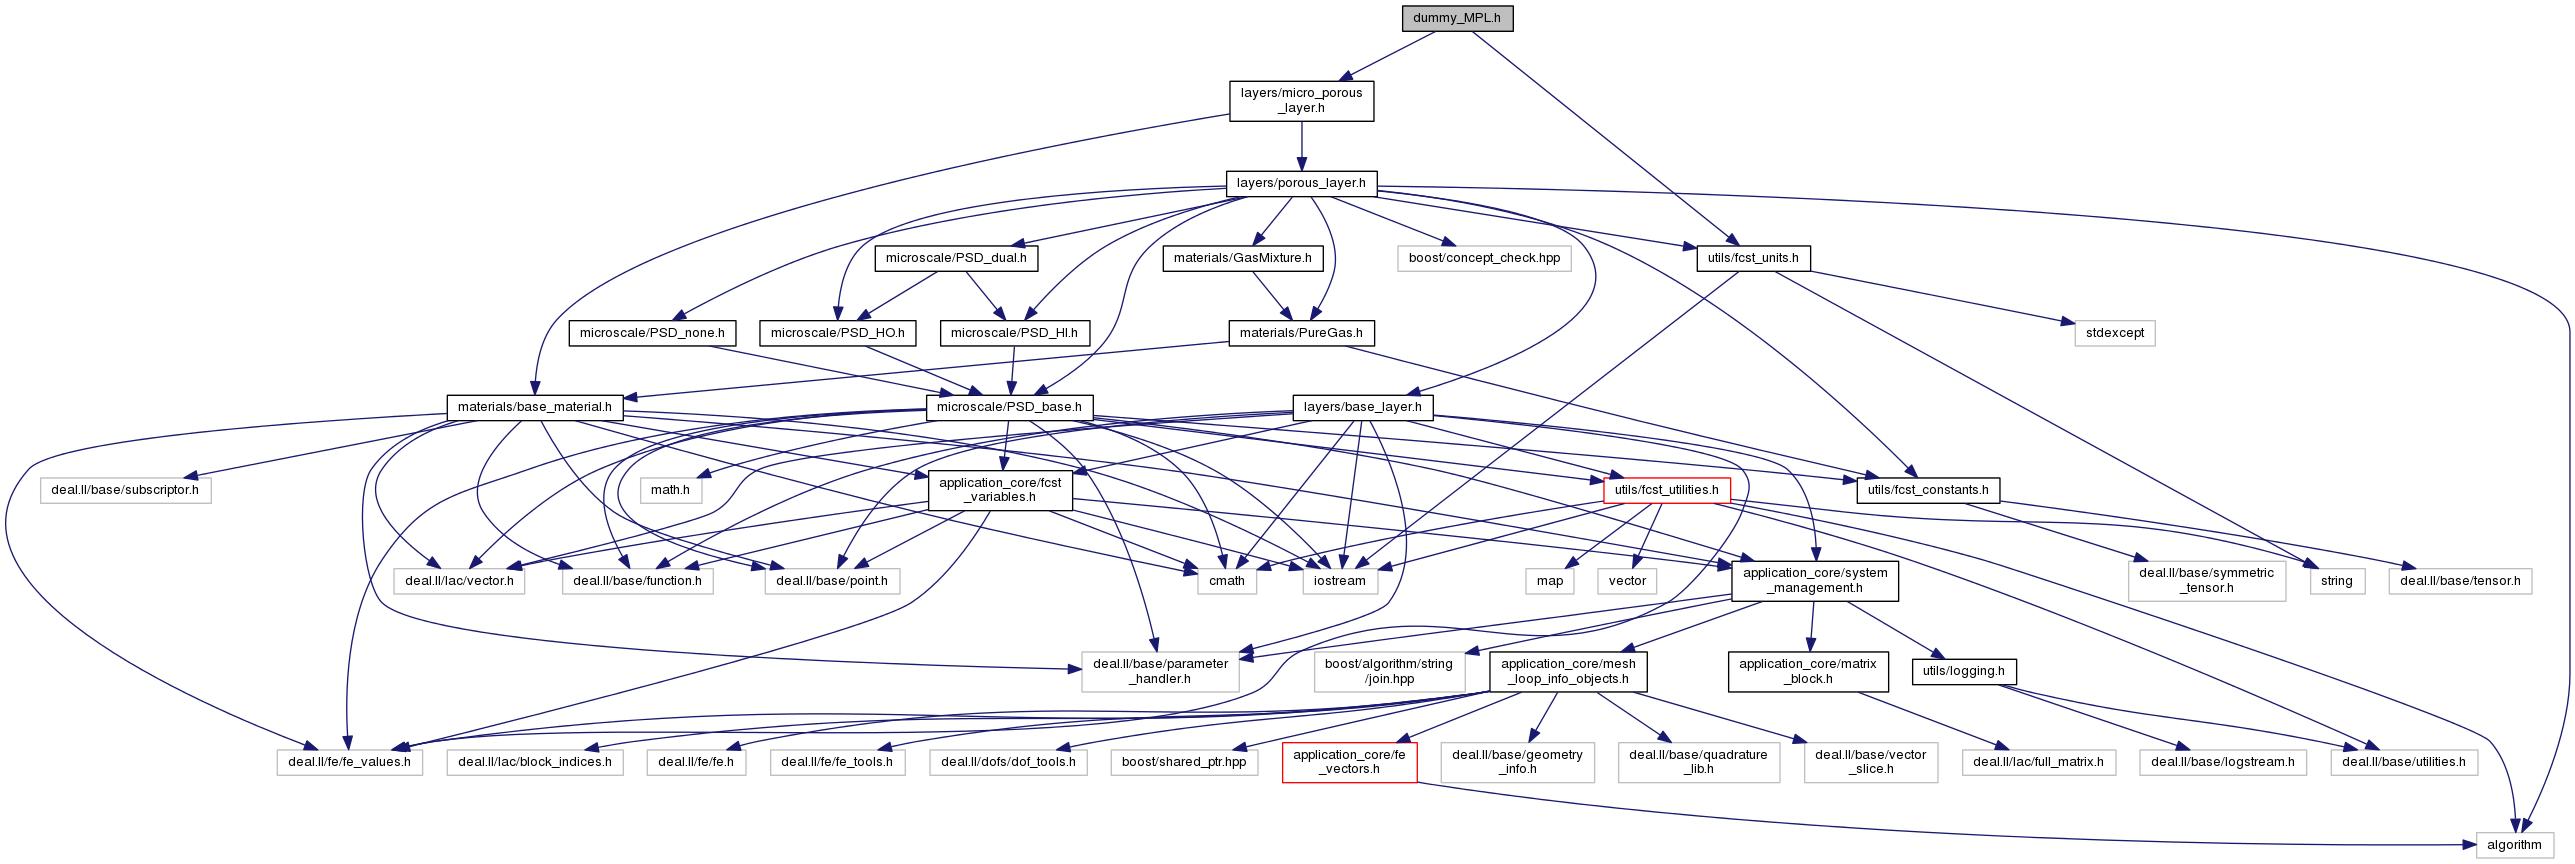 dummy_MPL.h
layers/micro_porous
_layer.h
layers/porous_layer.h
microscale/PSD_dual.h
materials/GasMixture.h
boost/concept_check.hpp
utils/fcst_units.h
microscale/PSD_none.h
microscale/PSD_HO.h
microscale/PSD_HI.h
materials/PureGas.h
stdexcept
materials/base_material.h
microscale/PSD_base.h
layers/base_layer.h
deal.II/base/subscriptor.h
math.h
application_core/fcst
_variables.h
utils/fcst_utilities.h
utils/fcst_constants.h
deal.II/lac/vector.h
deal.II/base/function.h
deal.II/base/point.h
cmath
iostream
map
vector
application_core/system
_management.h
deal.II/base/symmetric
_tensor.h
string
deal.II/base/tensor.h
deal.II/base/parameter
_handler.h
boost/algorithm/string
/join.hpp
application_core/mesh
_loop_info_objects.h
application_core/matrix
_block.h
utils/logging.h
deal.II/fe/fe_values.h
deal.II/lac/block_indices.h
deal.II/fe/fe.h
deal.II/fe/fe_tools.h
deal.II/dofs/dof_tools.h
boost/shared_ptr.hpp
application_core/fe
_vectors.h
deal.II/base/geometry
_info.h
deal.II/base/quadrature
_lib.h
deal.II/base/vector
_slice.h
deal.II/lac/full_matrix.h
deal.II/base/logstream.h
deal.II/base/utilities.h
algorithm